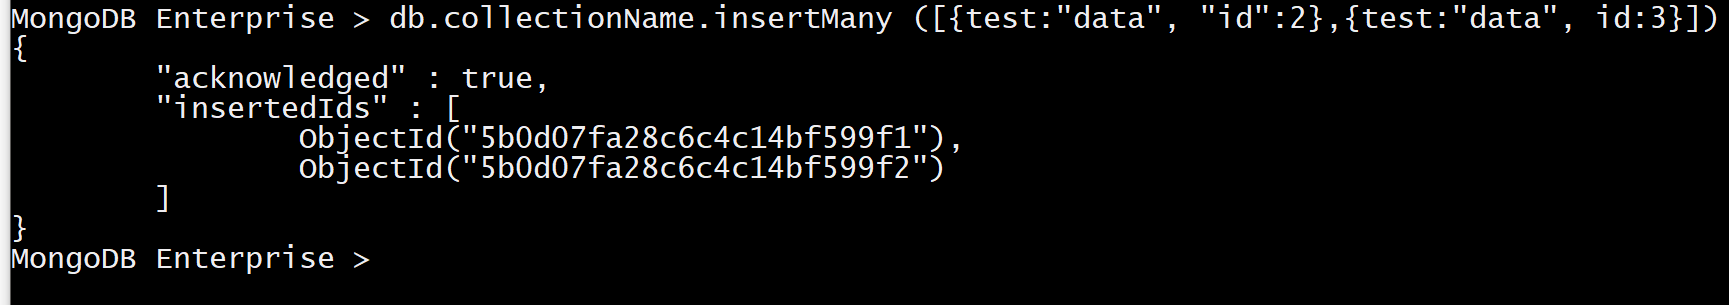 MongoDB Enterprise > db.collectionName.insertMany ([{test:"data", "id":2},{test:"data", id:3}])
{
        "acknowledged" : true,
        "insertedIds" : [
                ObjectId("5b0d07fa28c6c4c14bf599f1"),
                ObjectId("5b0d07fa28c6c4c14bf599f2")
        ]
}
MongoDB Enterprise >